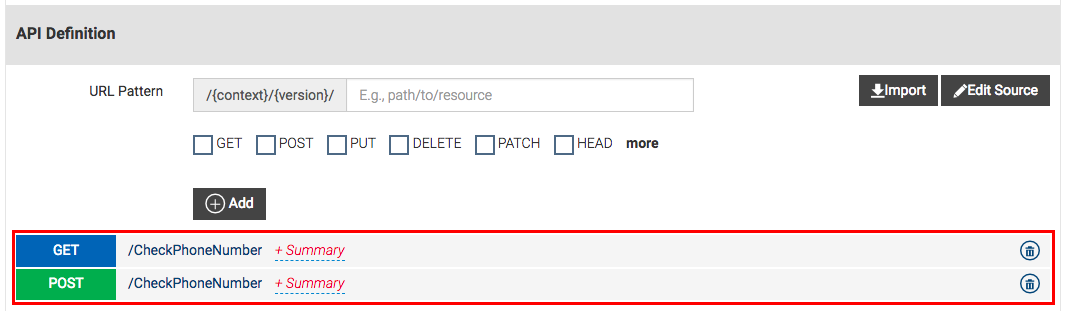 API Definition
URL Pattern /{context}/{version}/ E.g., path/to/resource Import Edit Source
GET POST PUT DELETE PATCH HEAD more
Add
GET /CheckPhoneNumber + Summary
POST /CheckPhoneNumber + Summary